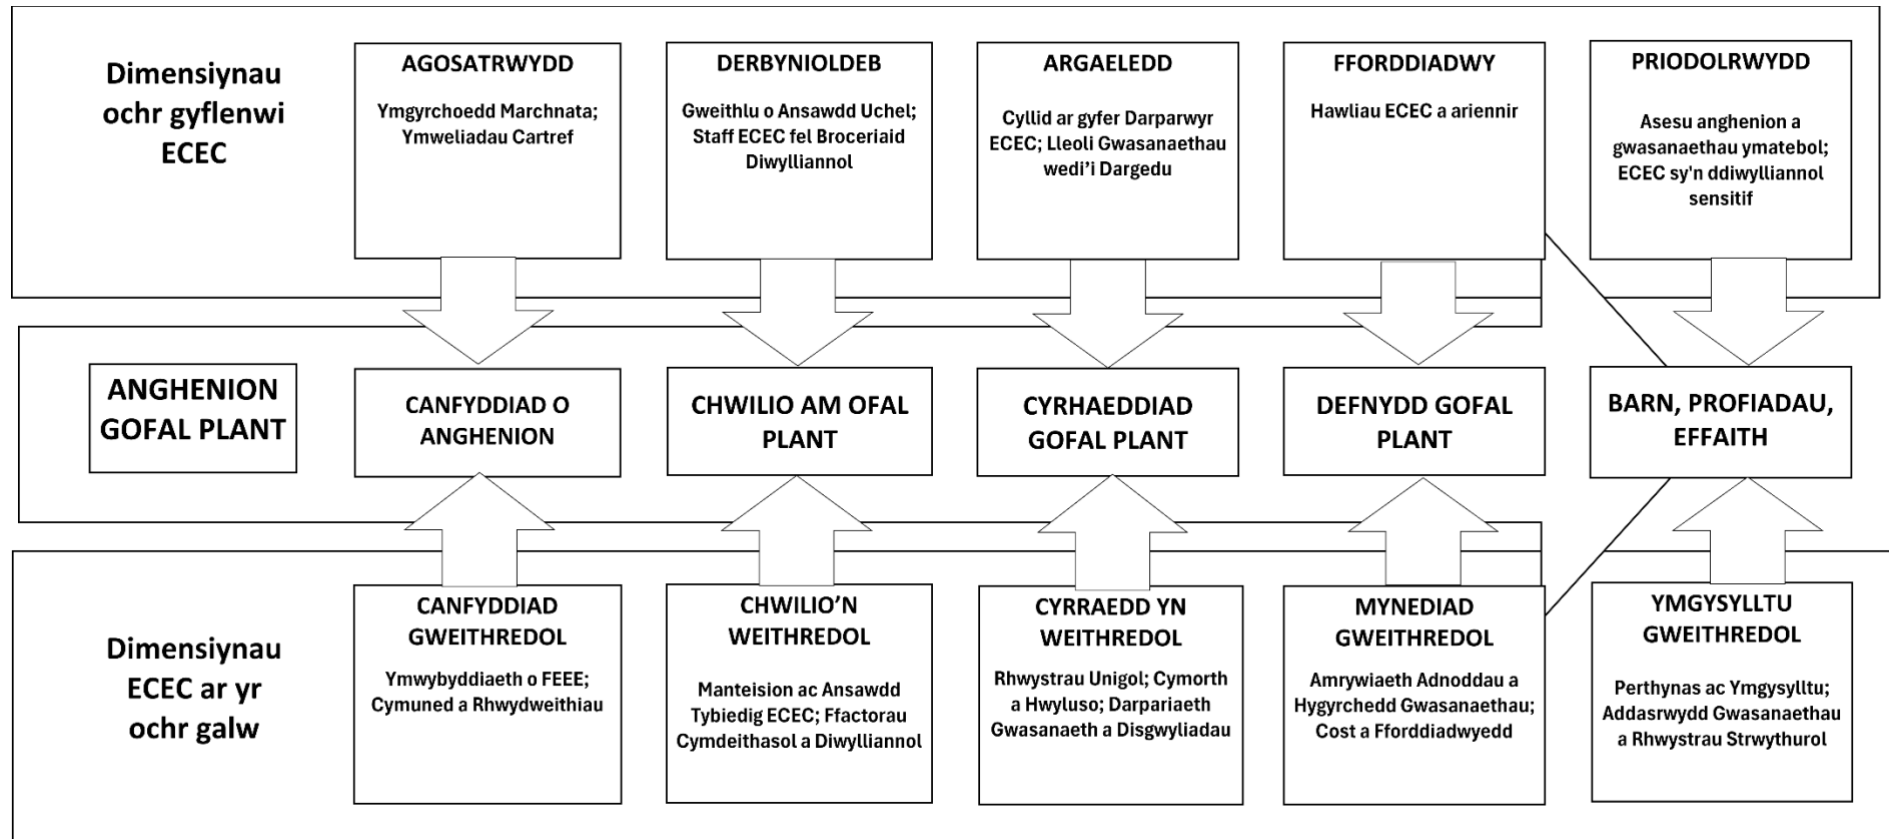 Dimensiynau
ochr gyflenwi
ECEC
AGOSATRWYDD
Ymgyrchoedd Marchnata;
Ymweliadau Cartref
DERBYNIOLDEB
Gweithlu o Ansawdd Uchel;
Staff ECEC fel Broceriaid
Diwylliannol
ARGAELEDD
Cyllid ar gyfer Darparwyr
ECEC; Lleoli Gwasanaethau
wedi’i Dargedu
FFORDDIADWY
Hawliau ECEC a ariennir
PRIODOLRWYDD
Asesu anghenion a
gwasanaethau ymatebol;
ECEC sy'n ddiwylliannol
sensitif
ANGHENION
GOFAL PLANT
CANFYDDIAD O
ANGHENION
CHWILIO AM OFAL
PLANT
CYRHAEDDIAD
GOFAL PLANT
DEFNYDD GOFAL
PLANT
BARN, PROFIADAU,
EFFAITH
Dimensiynau
ECEC ar yr
ochr galw
CANFYDDIAD
GWEITHREDOL
Ymwybyddiaeth o FEEE;
Cymuned a Rhwydweithiau
CHWILIO’N
WEITHREDOL
Manteision ac Ansawdd
Tybiedig ECEC; Ffactorau
Cymdeithasol a Diwylliannol
CYRRAEDD YN
WEITHREDOL
Rhwystrau Unigol; Cymorth
a Hwyluso; Darpariaeth
Gwasanaeth a Disgwyliadau
MYNEDIAD
GWEITHREDOL
Amrywiaeth Adnoddau a
Hygyrchedd Gwasanaethau;
Cost a Fforddiadwyedd
YMGYSYLLTU
GWEITHREDOL
Perthynas ac Ymgysylltu;
Addasrwydd Gwasanaethau
a Rhwystrau Strwythurol